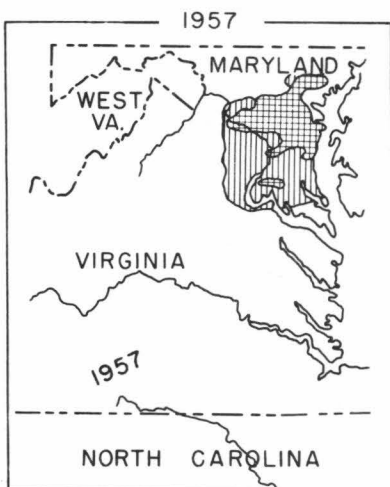 1957
MARYLAND
WEST
VA.
VIRGINIA
1957
NORTH CAROLINA